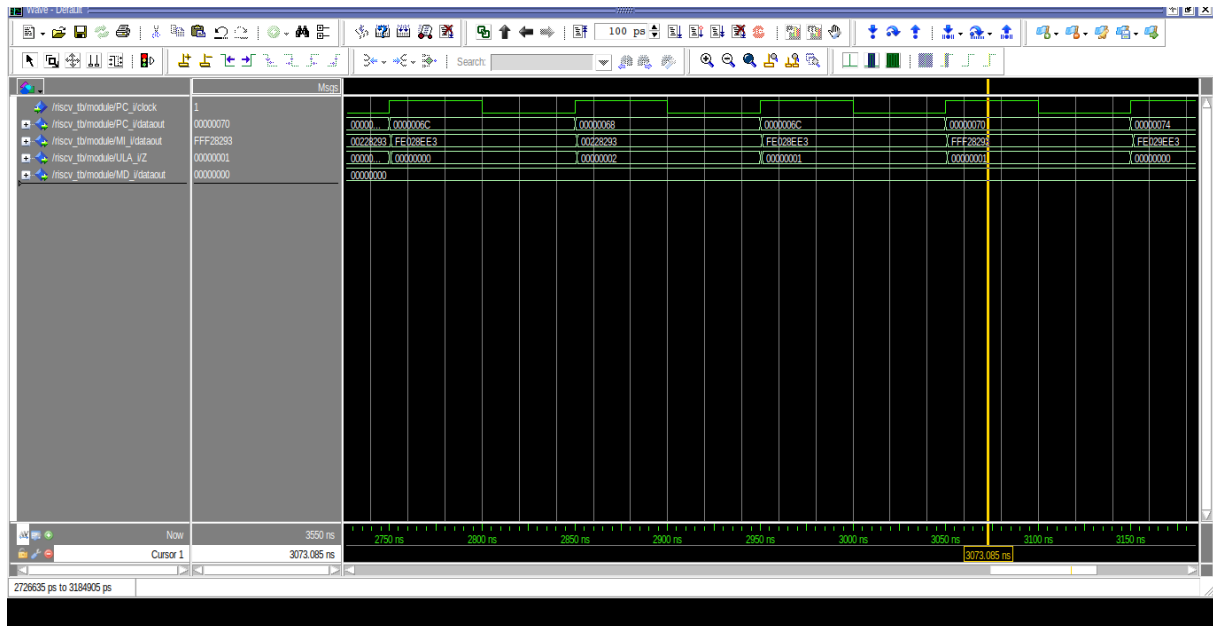 Wave - Default
100 ps
Search:
Msgs
/riscv_tb/module/PC_i/clock 1
/riscv_tb/module/PC_i/dataout 00000070 00000... 0000006C 00000068 0000006C 00000070 00000074
/riscv_tb/module/MI_i/dataout FFF28293 00228293 FE028EE3 00228293 FE028EE3 FFF2829 FE029EE3
/riscv_tb/module/ULA_i/Z 00000001 00000... 00000000 00000002 00000001 00000001 00000000
/riscv_tb/module/MD_i/dataout 00000000 00000000
Now 3550 ns 2750 ns 2800 ns 2850 ns 2900 ns 2950 ns 3000 ns 3050 ns 3100 ns 3150 ns
Cursor 1 3073.085 ns 3073.085 ns
2726635 ps to 3184905 ps